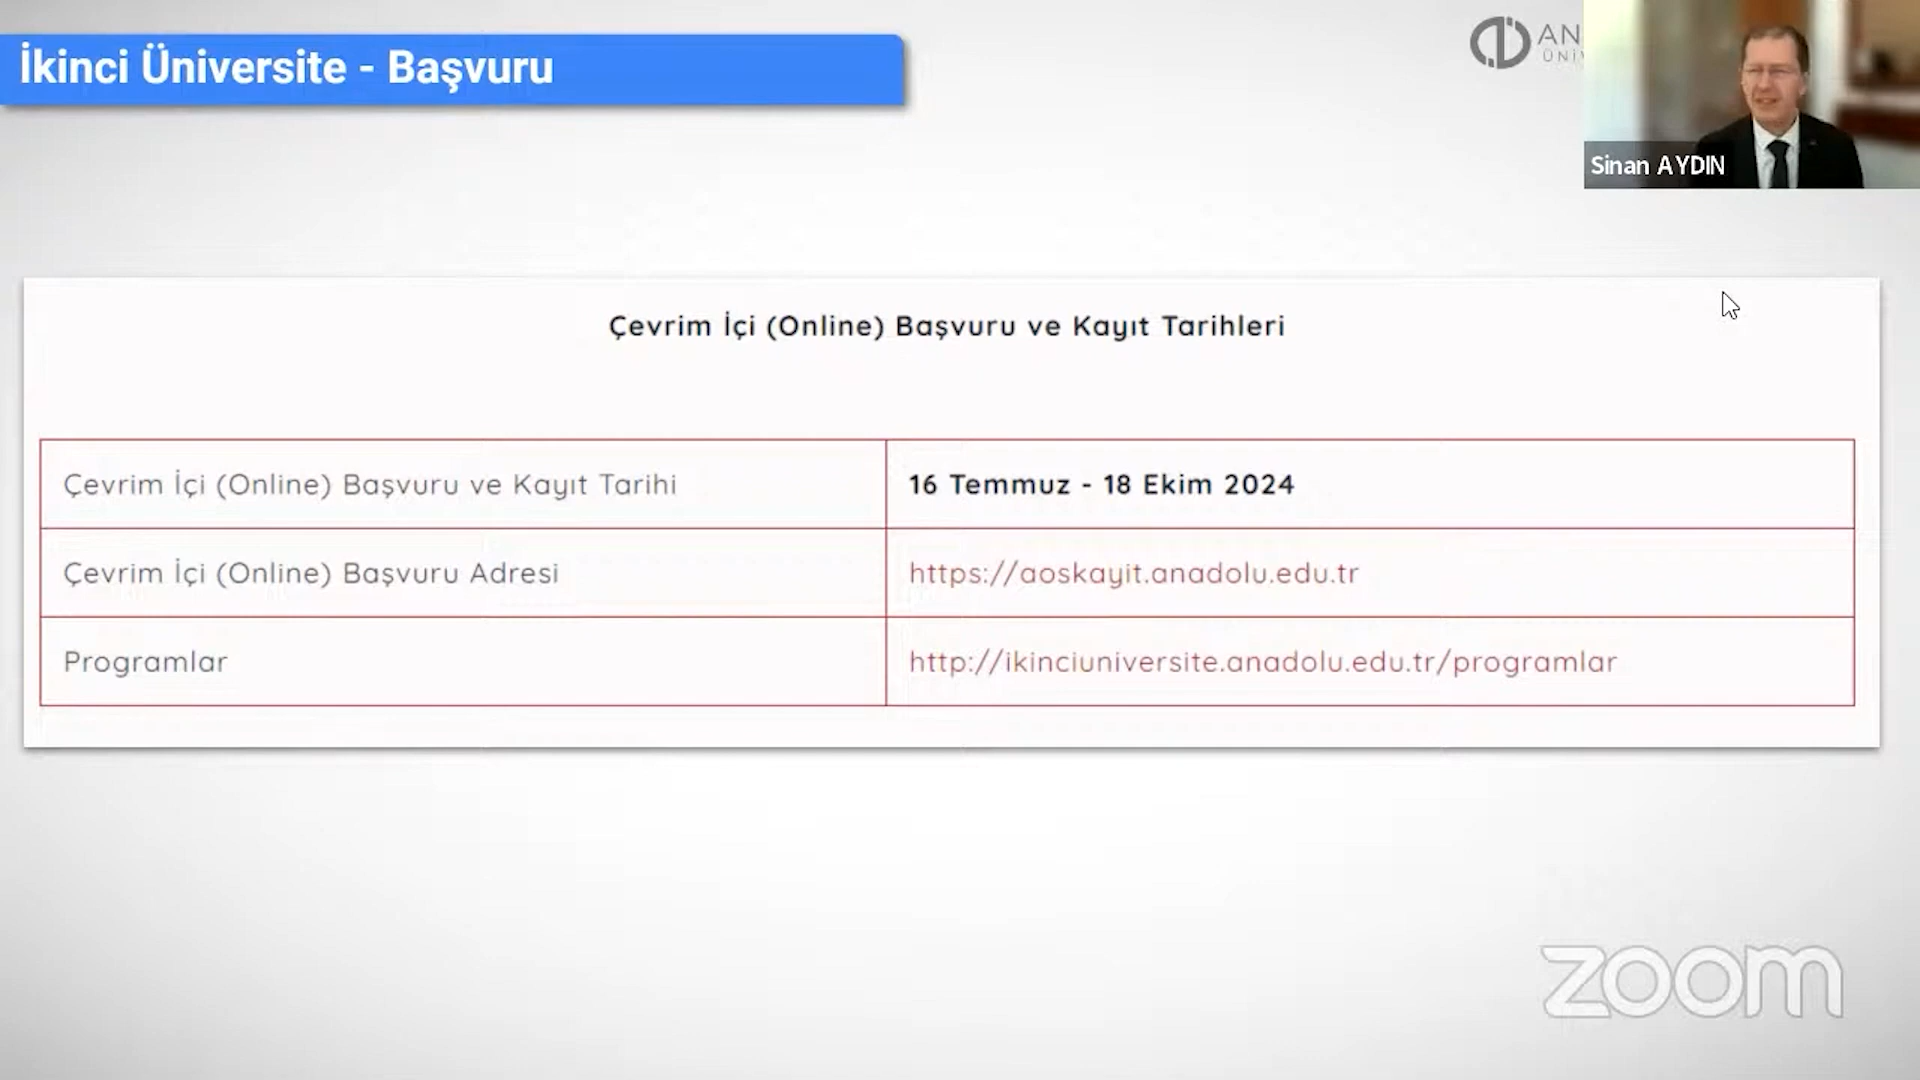 İkinci Üniversite - Başvuru
AN
ÜNİV
Sinan AYDIN
Çevrim İçi (Online) Başvuru ve Kayıt Tarihleri
Çevrim İçi (Online) Başvuru ve Kayıt Tarihi
16 Temmuz - 18 Ekim 2024
Çevrim İçi (Online) Başvuru Adresi
https://aoskayit.anadolu.edu.tr
Programlar
http://ikinciuniversite.anadolu.edu.tr/programlar
zoom